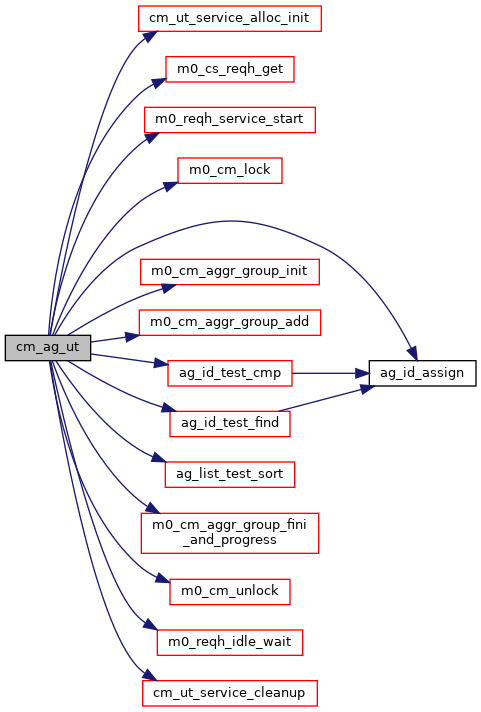 cm_ut_service_alloc_init
m0_cs_reqh_get
m0_reqh_service_start
m0_cm_lock
m0_cm_aggr_group_init
m0_cm_aggr_group_add
cm_ag_ut
ag_id_test_cmp
ag_id_assign
ag_id_test_find
ag_list_test_sort
m0_cm_aggr_group_fini
_and_progress
m0_cm_unlock
m0_reqh_idle_wait
cm_ut_service_cleanup